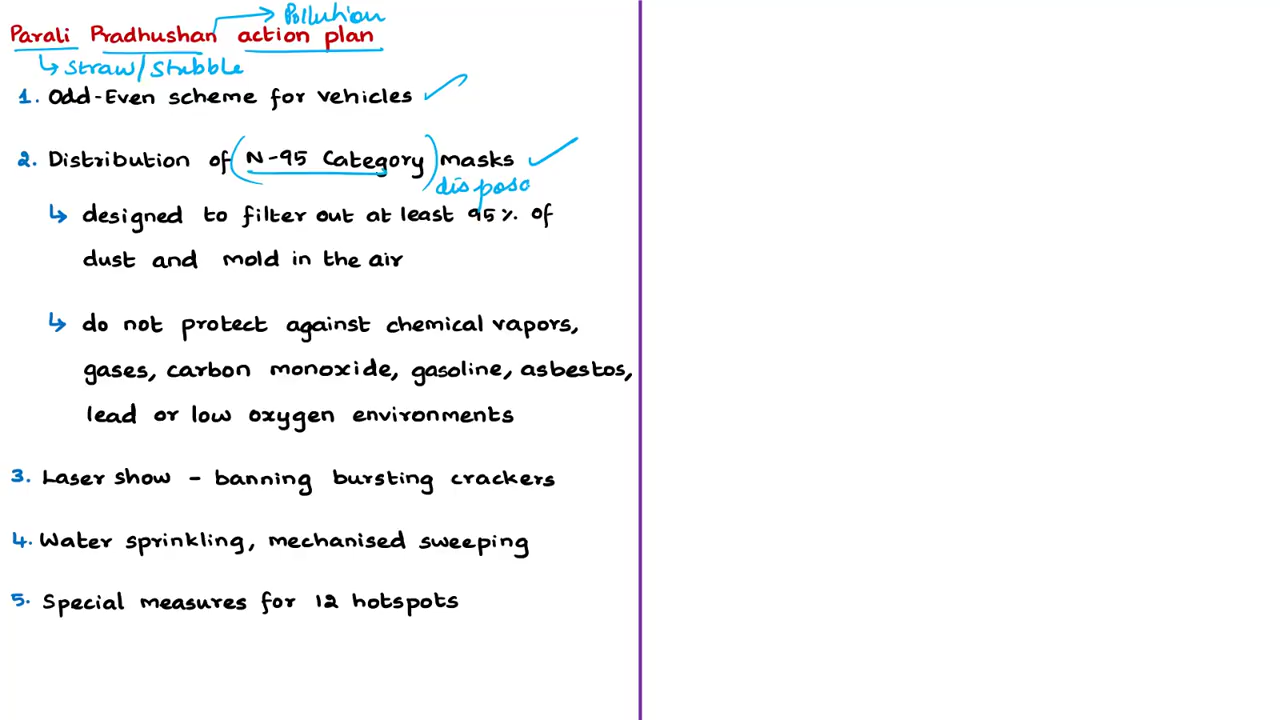 Pollution
Parali Pradhushan action plan
↳ Straw/Stubble
1. Odd-Even scheme for vehicles ✓
2. Distribution of (N-95 Category) masks ✓
dispose
↳ designed to filter out at least 95% of
dust and mold in the air
↳ do not protect against chemical vapors,
gases, carbon monoxide, gasoline, asbestos,
lead or low oxygen environments
3. Laser show - banning bursting crackers
4. Water sprinkling, mechanised sweeping
5. Special measures for 12 hotspots